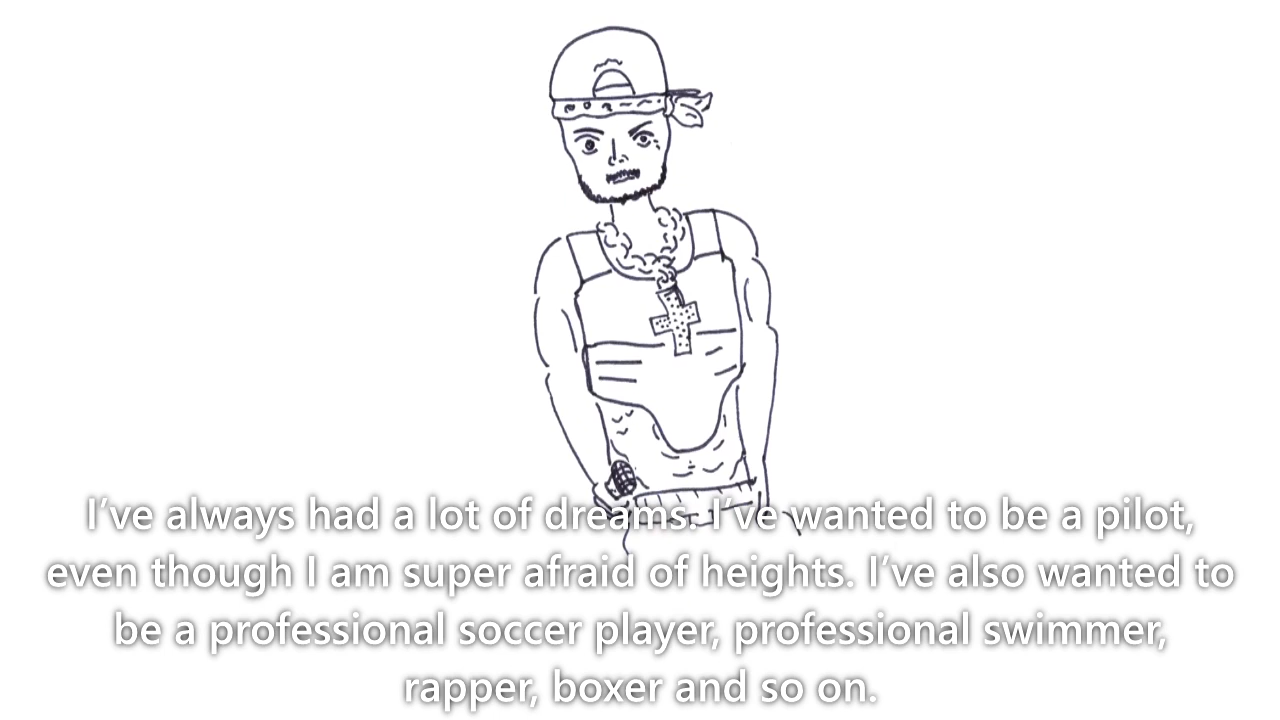 I’ve always had a lot of dreams. I’ve wanted to be a pilot,
even though I am super afraid of heights. I’ve also wanted to
be a professional soccer player, professional swimmer,
rapper, boxer and so on.